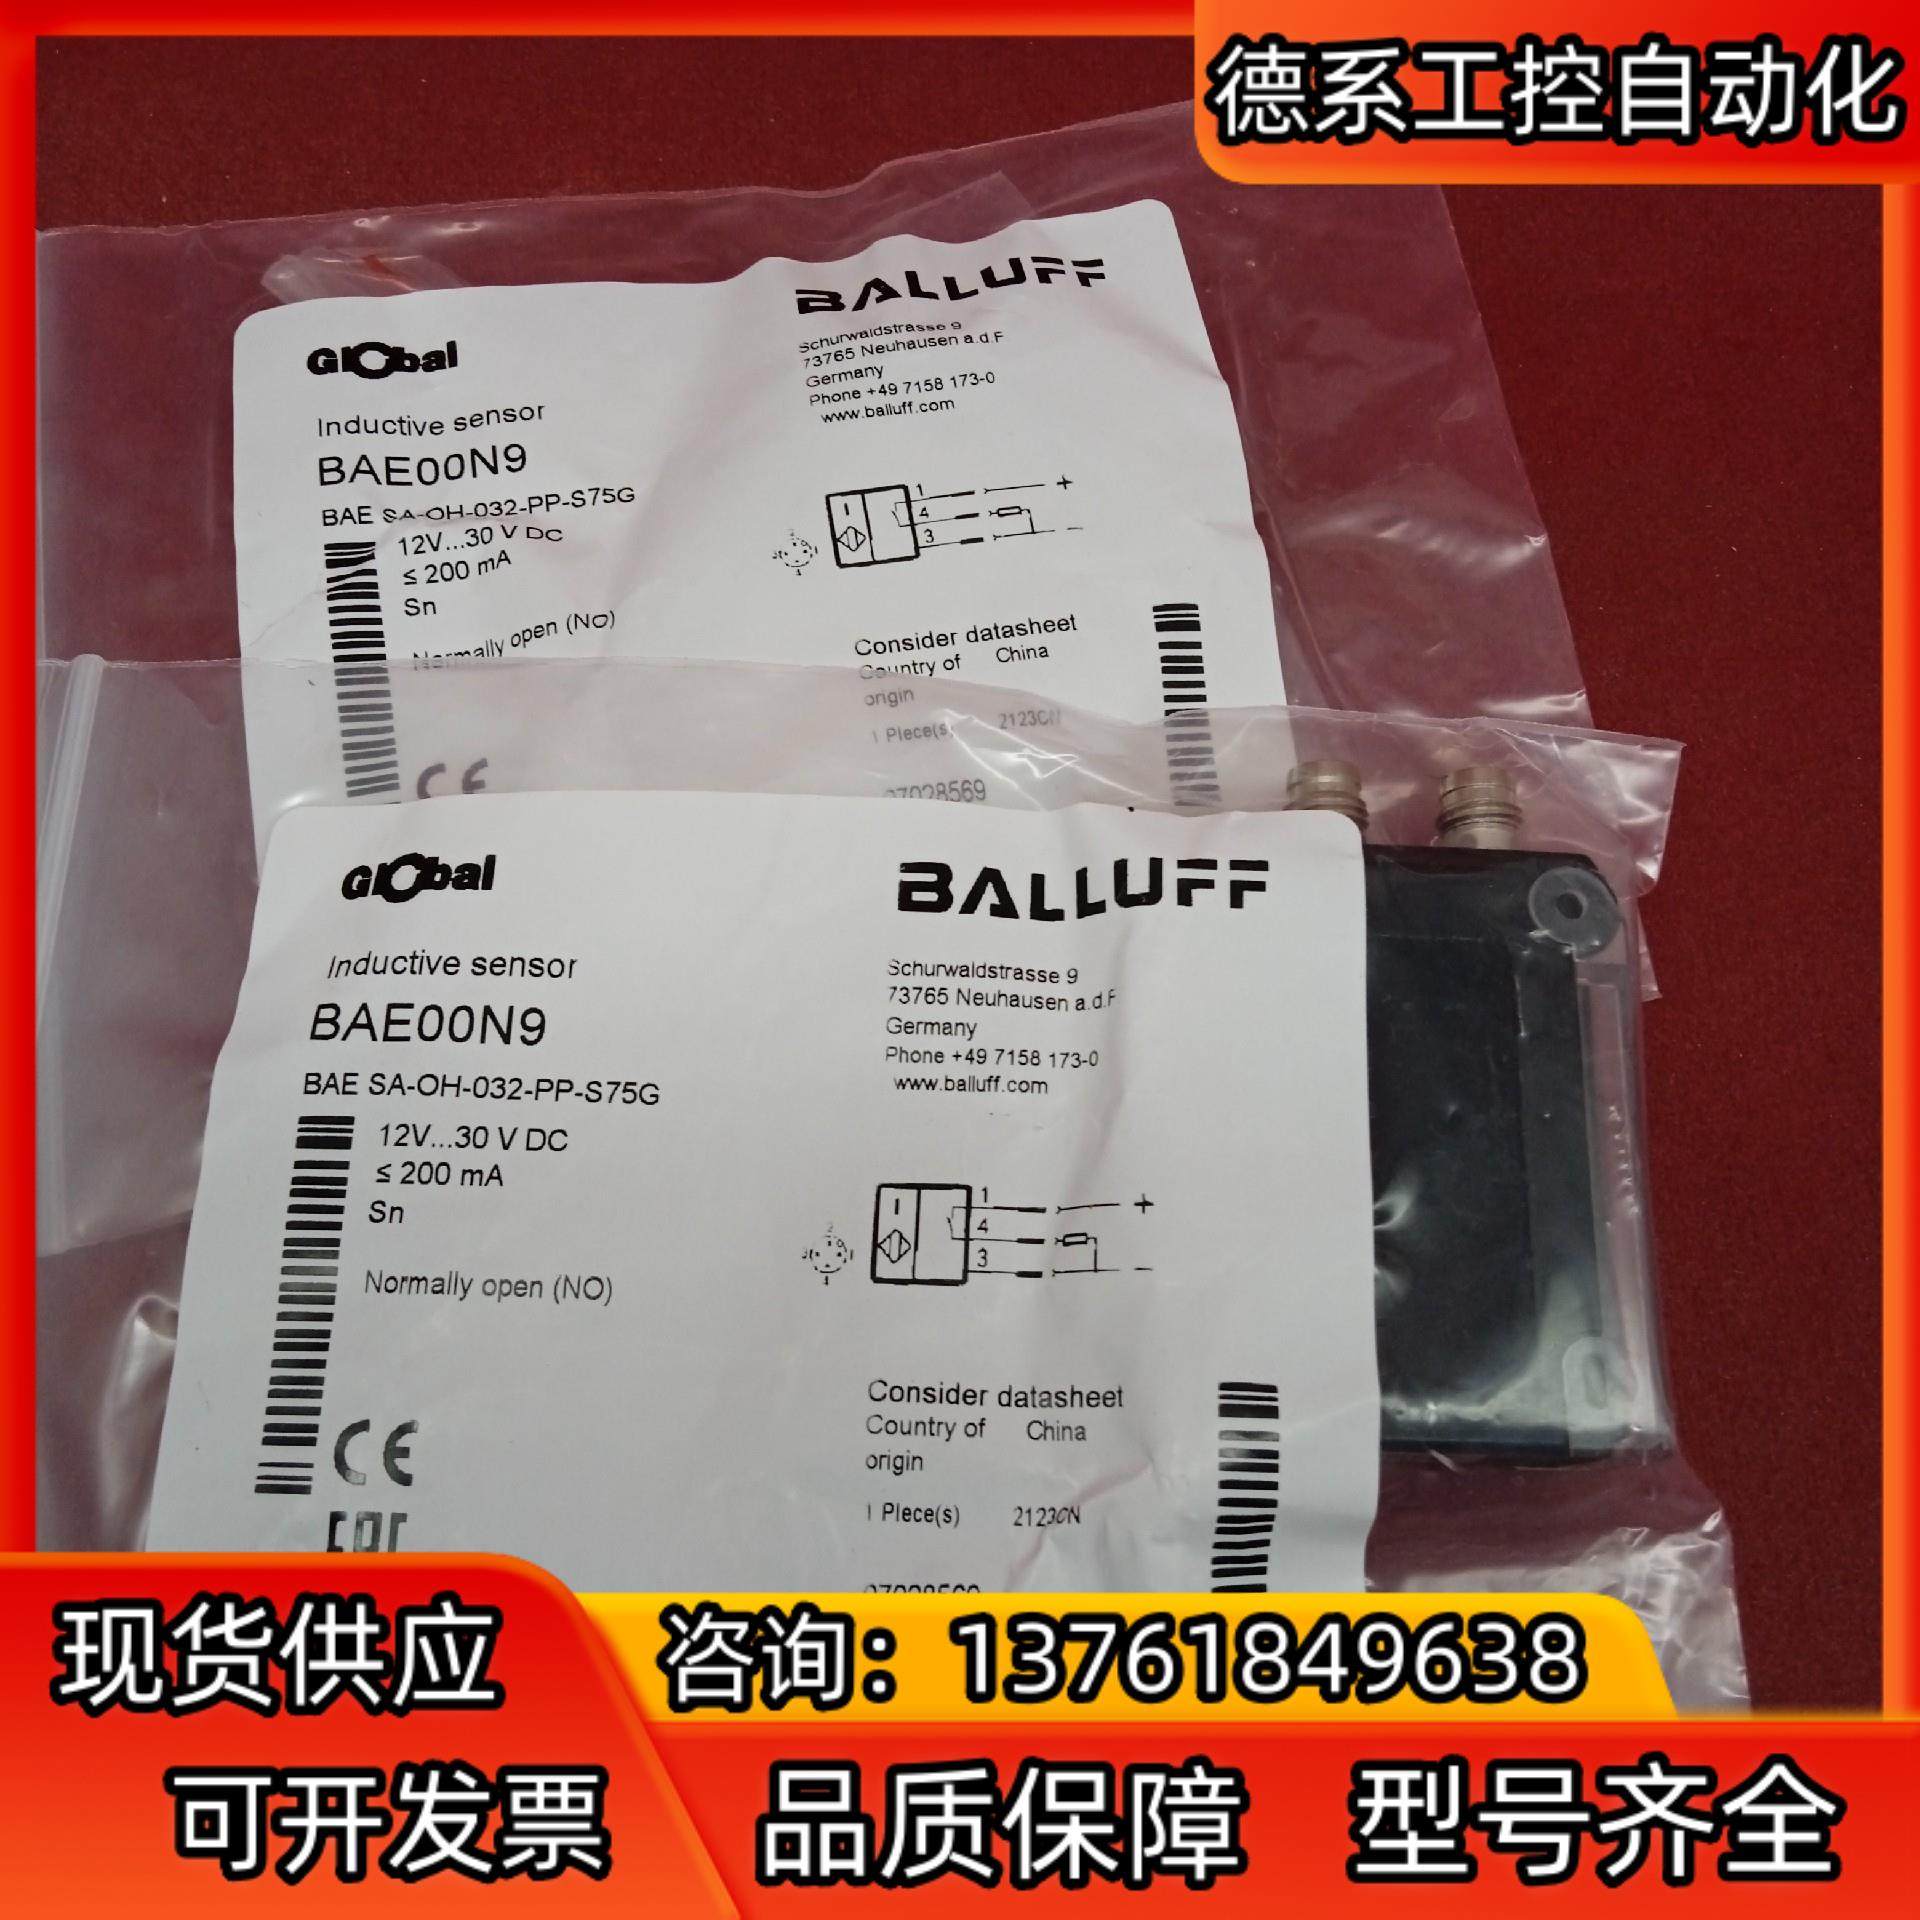 德系工控自动化
Global
BALLUFF
Schurwaldstrasse 9
73765 Neuhausen a.d.F
Germany
Phone +49 7158 173-0
www.balluff.com
Inductive sensor
BAE00N9
BAE SA-OH-032-PP-S75G
12V...30 V DC
≤ 200 mA
Sn
Normally open (NO)
1
4
3
+
-
Consider datasheet
Country of China
origin
1 Piece(s) 2123CN
07028569
CE
Global
BALLUFF
Inductive sensor
BAE00N9
BAE SA-OH-032-PP-S75G
12V...30 V DC
≤ 200 mA
Sn
Normally open (NO)
Schurwaldstrasse 9
73765 Neuhausen a.d.F
Germany
Phone +49 7158 173-0
www.balluff.com
1
4
3
+
-
Consider datasheet
Country of China
origin
1 Piece(s) 2123CN
CE
EAC
现货供应
咨询：13761849638
可开发票 品质保障 型号齐全